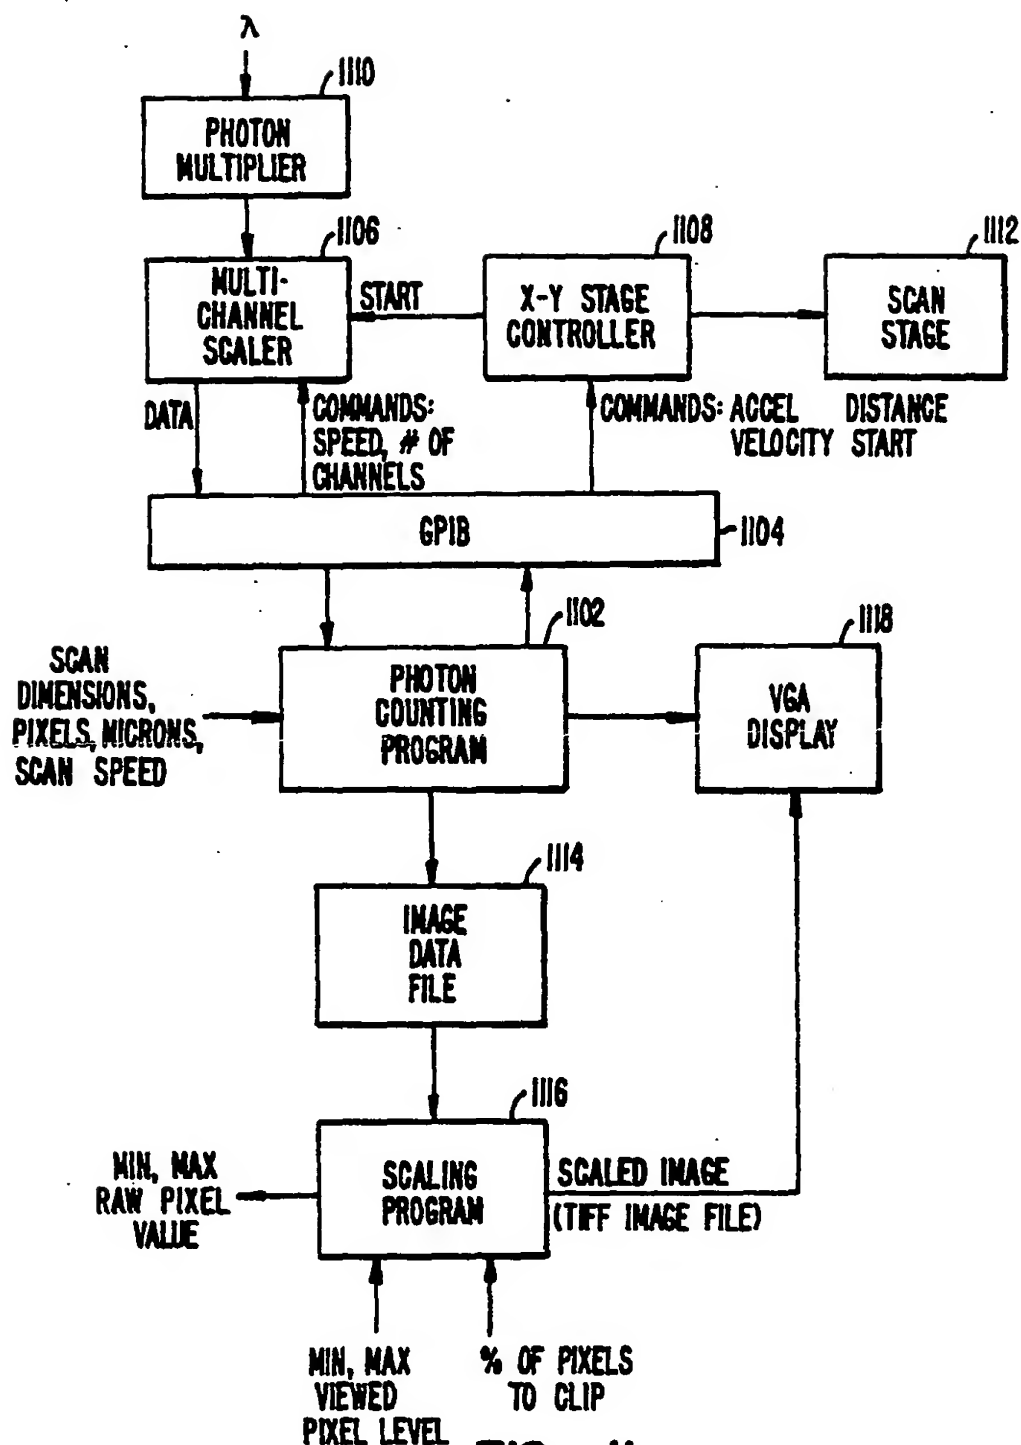 λ
1110
PHOTON
MULTIPLIER
1106
MULTI-
CHANNEL
SCALER
START
1108
X-Y STAGE
CONTROLLER
1112
SCAN
STAGE
DATA
COMMANDS:
SPEED, # OF
CHANNELS
COMMANDS: ACCEL DISTANCE
VELOCITY START
GPIB
1104
1102
PHOTON
COUNTING
PROGRAM
SCAN
DIMENSIONS,
PIXELS, MICRONS,
SCAN SPEED
1118
VGA
DISPLAY
1114
IMAGE
DATA
FILE
1116
SCALING
PROGRAM
MIN, MAX
RAW PIXEL
VALUE
SCALED IMAGE
(TIFF IMAGE FILE)
MIN, MAX
VIEWED
PIXEL LEVEL
% OF PIXELS
TO CLIP